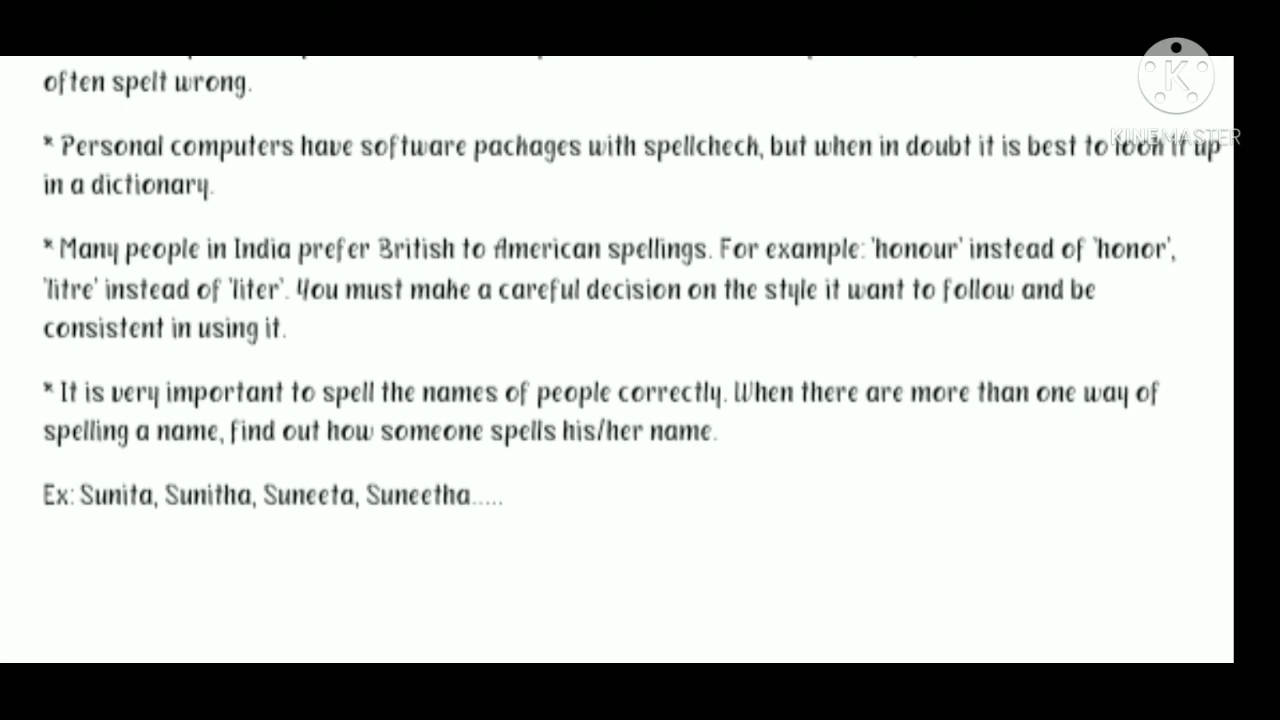 often spelt wrong.
* Personal computers have software packages with spellcheck, but when in doubt it is best to look it up
in a dictionary.
* Many people in India prefer British to American spellings. For example: 'honour' instead of 'honor',
'litre' instead of 'liter'. You must make a careful decision on the style it want to follow and be
consistent in using it.
* It is very important to spell the names of people correctly. When there are more than one way of
spelling a name, find out how someone spells his/her name.
Ex: Sunita, Sunitha, Suneeta, Suneetha.....
K
KINEMASTER